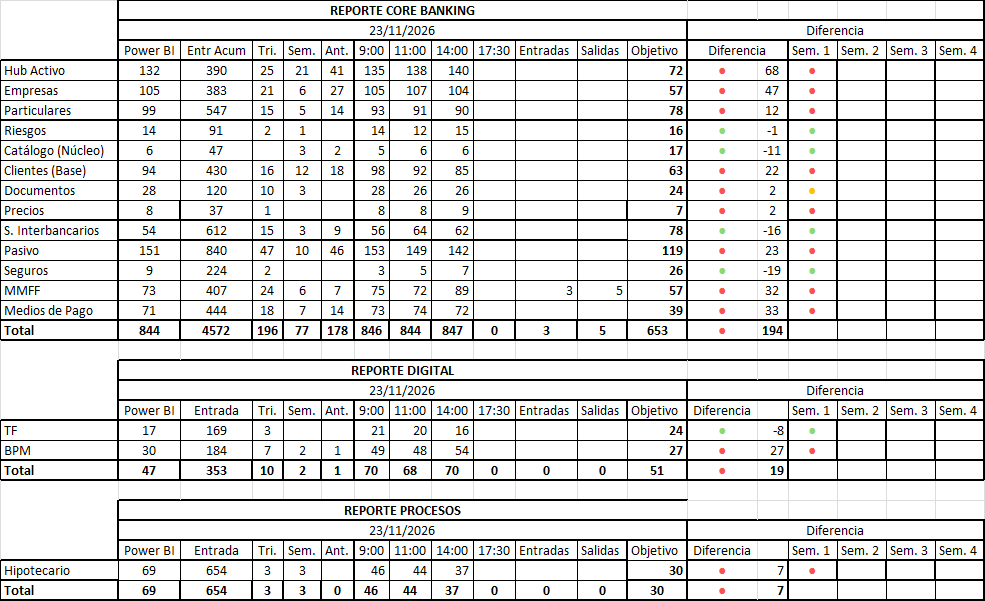 REPORTE CORE BANKING
23/11/2026 Diferencia
Power BI Entr Acum Tri. Sem. Ant. 9:00 11:00 14:00 17:30 Entradas Salidas Objetivo Diferencia Sem. 1 Sem. 2 Sem. 3 Sem. 4
Hub Activo 132 390 25 21 41 135 138 140 72 68
Empresas 105 383 21 6 27 105 107 104 57 47
Particulares 99 547 15 5 14 93 91 90 78 12
Riesgos 14 91 2 1 14 12 15 16 -1
Catálogo (Núcleo) 6 47 3 2 5 6 6 17 -11
Clientes (Base) 94 430 16 12 18 98 92 85 63 22
Documentos 28 120 10 3 28 26 26 24 2
Precios 8 37 1 8 8 9 7 2
S. Interbancarios 54 612 15 3 9 56 64 62 78 -16
Pasivo 151 840 47 10 46 153 149 142 119 23
Seguros 9 224 2 3 5 7 26 -19
MMFF 73 407 24 6 7 75 72 89 3 5 57 32
Medios de Pago 71 444 18 7 14 73 74 72 39 33
Total 844 4572 196 77 178 846 844 847 0 3 5 653 194
REPORTE DIGITAL
23/11/2026 Diferencia
Power BI Entrada Tri. Sem. Ant. 9:00 11:00 14:00 17:30 Entradas Salidas Objetivo Diferencia Sem. 1 Sem. 2 Sem. 3 Sem. 4
TF 17 169 3 21 20 16 24 -8
BPM 30 184 7 2 1 49 48 54 27 27
Total 47 353 10 2 1 70 68 70 0 0 0 51 19
REPORTE PROCESOS
23/11/2026 Diferencia
Power BI Entrada Tri. Sem. Ant. 9:00 11:00 14:00 17:30 Entradas Salidas Objetivo Diferencia Sem. 1 Sem. 2 Sem. 3 Sem. 4
Hipotecario 69 654 3 3 46 44 37 30 7
Total 69 654 3 3 0 46 44 37 0 0 0 30 7